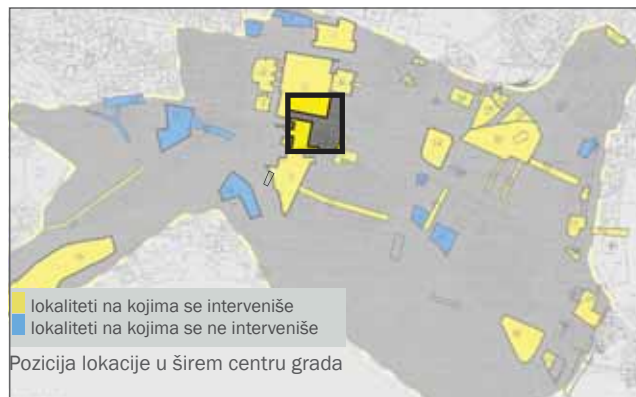 lokaliteti na kojima se interveniše
lokaliteti na kojima se ne interveniše
Pozicija lokacije u širem centru grada